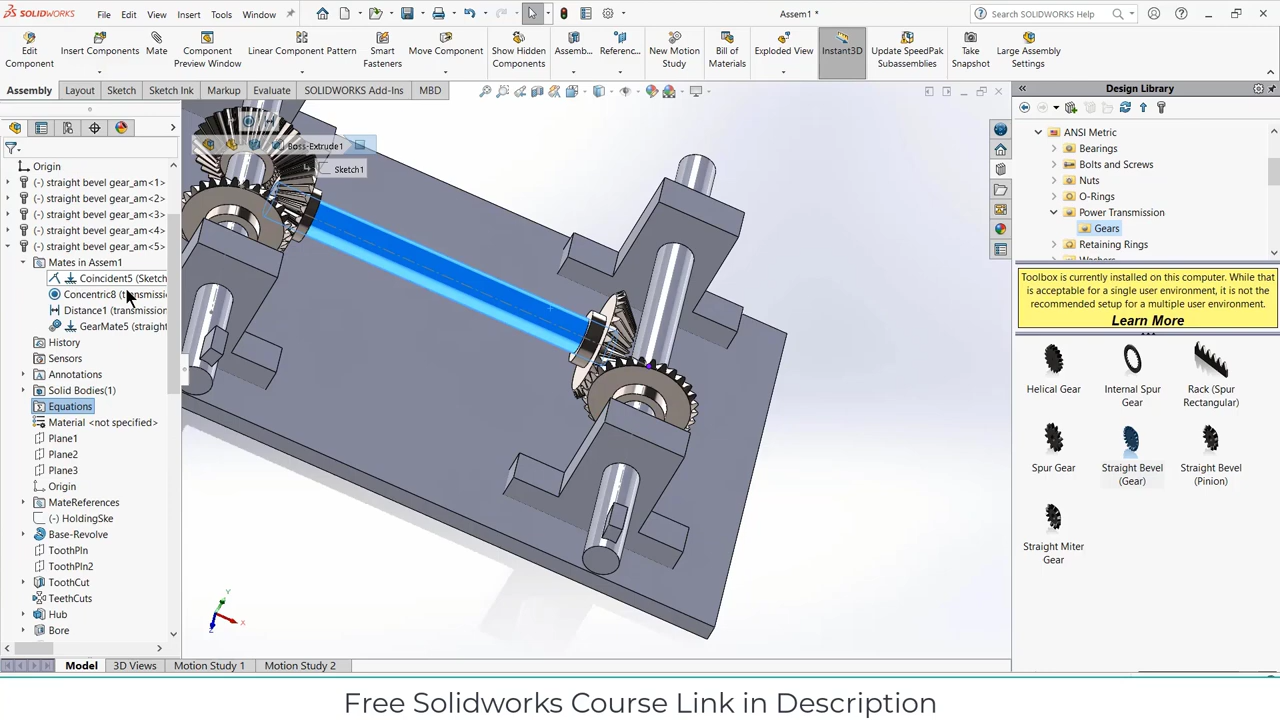 SOLIDWORKS
File
Edit
View
Insert
Tools
Window
Assem1 *
Search SOLIDWORKS Help
Edit
Component
Insert Components
Mate
Component
Preview Window
Linear Component Pattern
Smart
Fasteners
Move Component
Show Hidden
Components
Assemb...
Referenc...
New Motion
Study
Bill of
Materials
Exploded View
Instant3D
Update SpeedPak
Subassemblies
Take
Snapshot
Large Assembly
Settings
Assembly
Layout
Sketch
Sketch Ink
Markup
Evaluate
SOLIDWORKS Add-Ins
MBD
Origin
(-) straight bevel gear_am<1>
(-) straight bevel gear_am<2>
(-) straight bevel gear_am<3>
(-) straight bevel gear_am<4>
(-) straight bevel gear_am<5>
Mates in Assem1
Coincident5 (Sketch
Concentric8 (transmissi
Distance1 (transmission
GearMate5 (straight
History
Sensors
Annotations
Solid Bodies(1)
Equations
Material <not specified>
Plane1
Plane2
Plane3
Origin
MateReferences
(-) HoldingSke
Base-Revolve
ToothPln
ToothPln2
ToothCut
TeethCuts
Hub
Bore
Boss-Extrude1
Sketch1
Y
X
Z
Design Library
ANSI Metric
Bearings
Bolts and Screws
Nuts
O-Rings
Power Transmission
Gears
Retaining Rings
Toolbox is currently installed on this computer. While that
is acceptable for a single user environment, it is not the
recommended setup for a multiple user environment.
Learn More
Helical Gear
Internal Spur
Gear
Rack (Spur
Rectangular)
Spur Gear
Straight Bevel
(Gear)
Straight Bevel
(Pinion)
Straight Miter
Gear
Model
3D Views
Motion Study 1
Motion Study 2
Free Solidworks Course Link in Description